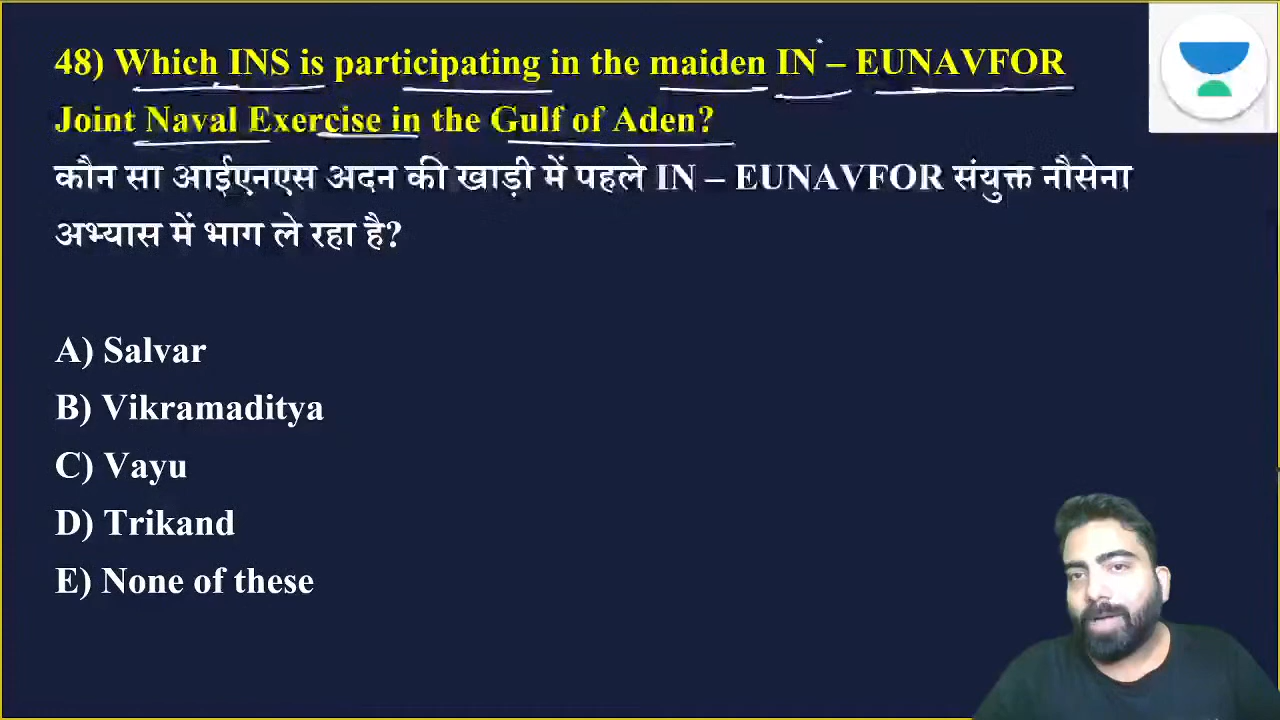 48) Which INS is participating in the maiden IN – EUNAVFOR
Joint Naval Exercise in the Gulf of Aden?
कौन सा आईएनएस अदन की खाड़ी में पहले IN – EUNAVFOR संयुक्त नौसेना
अभ्यास में भाग ले रहा है?
A) Salvar
B) Vikramaditya
C) Vayu
D) Trikand
E) None of these